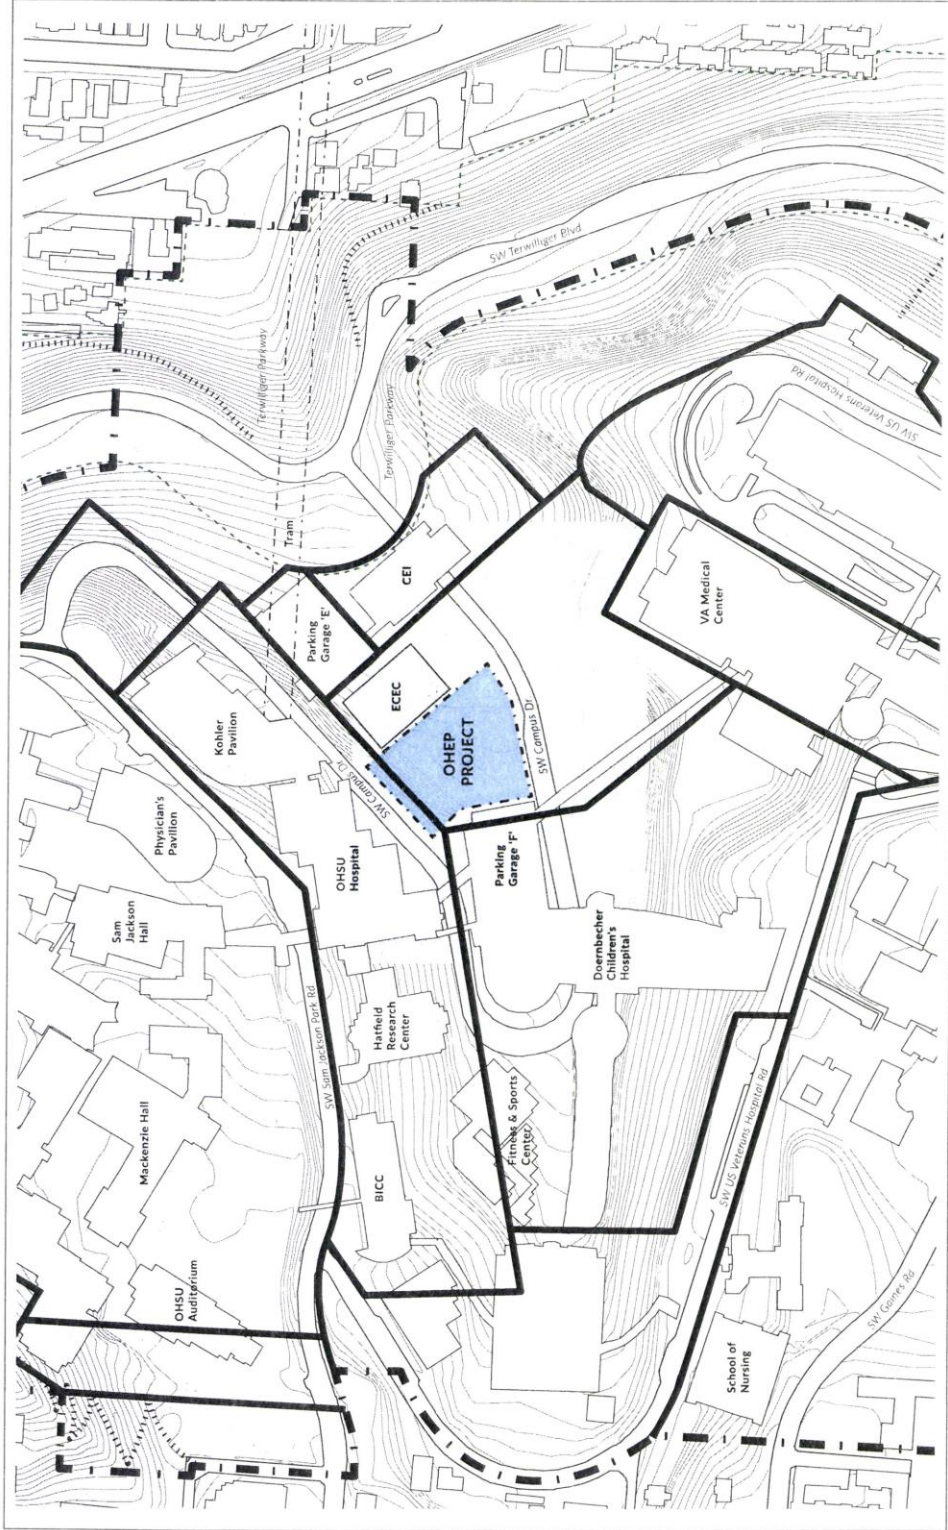 SW Terwilliger Blvd
Terwilliger Parkway
Terwilliger Parkway
SW US Veterans Hospital Rd
Tram
CEI
Parking
Garage 'E'
VA Medical
Center
ECEC
Kohler
Pavilion
OHEP
PROJECT
SW Campus Dr
SW Campus Dr
Physician's
Pavilion
OHSU
Hospital
Parking
Garage 'F'
Sam
Jackson
Hall
Doernbecher
Children's
Hospital
Hatfield
Research
Center
SW Sam Jackson Park Rd
Fitness & Sports
Center
Mackenzie Hall
BICC
SW US Veterans Hospital Rd
OHSU
Auditorium
SW Gaines Rd
School of
Nursing